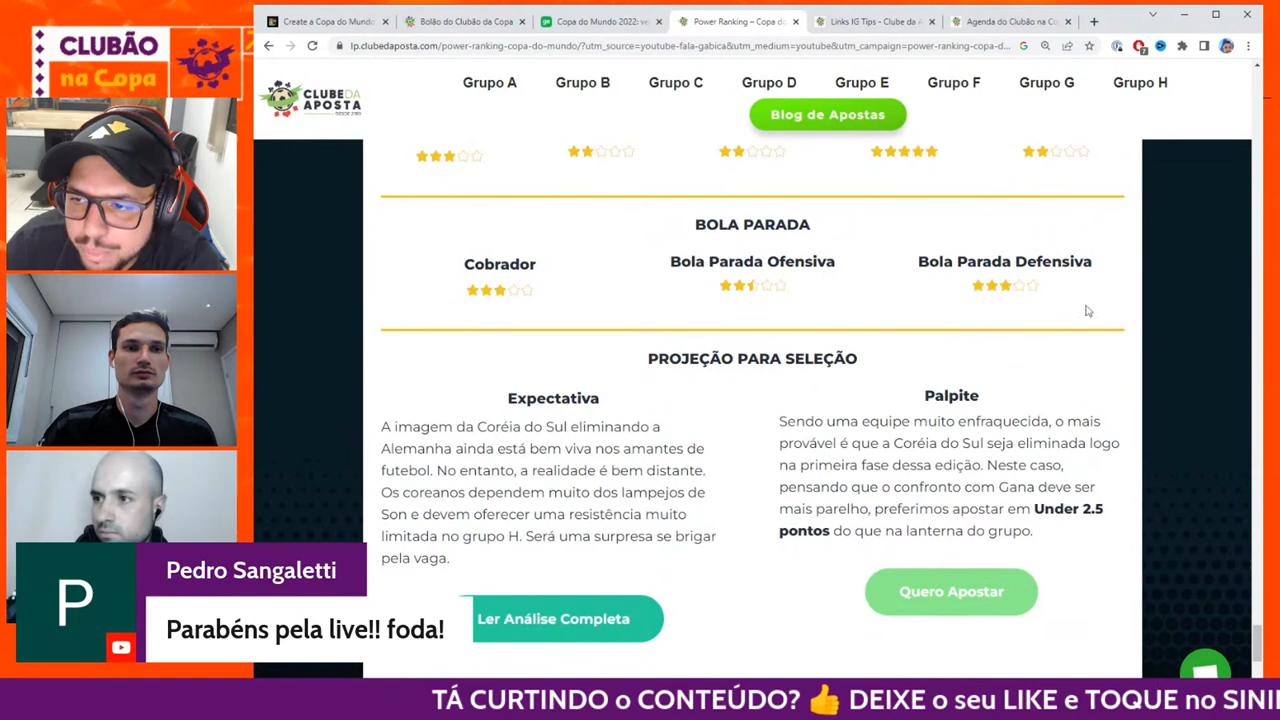 CLUBÃO
na Copa
Create a Copa do Mundo
Bolão do Clubão da Copa
Copa do Mundo 2022: ve
Power Ranking – Copa do
Links IG Tips - Clube da A
Agenda do Clubão na Co
lp.clubedaposta.com/power-ranking-copa-do-mundo/?utm_source=youtube-fala-gabica&utm_medium=youtube&utm_campaign=power-ranking-copa-d...
CLUBE
DA
APOSTA
Grupo A
Grupo B
Grupo C
Grupo D
Grupo E
Grupo F
Grupo G
Grupo H
Blog de Apostas
BOLA PARADA
Cobrador
Bola Parada Ofensiva
Bola Parada Defensiva
PROJEÇÃO PARA SELEÇÃO
Expectativa
A imagem da Coréia do Sul eliminando a
Alemanha ainda está bem viva nos amantes de
futebol. No entanto, a realidade é bem distante.
Os coreanos dependem muito dos lampejos de
Son e devem oferecer uma resistência muito
limitada no grupo H. Será uma surpresa se brigar
pela vaga.
Ler Análise Completa
Palpite
Sendo uma equipe muito enfraquecida, o mais
provável é que a Coréia do Sul seja eliminada logo
na primeira fase dessa edição. Neste caso,
pensando que o confronto com Gana deve ser
mais parelho, preferimos apostar em Under 2.5
pontos do que na lanterna do grupo.
Quero Apostar
P
Pedro Sangaletti
Parabéns pela live!! foda!
TÁ CURTINDO o CONTEÚDO? 👍 DEIXE o seu LIKE e TOQUE no SINI